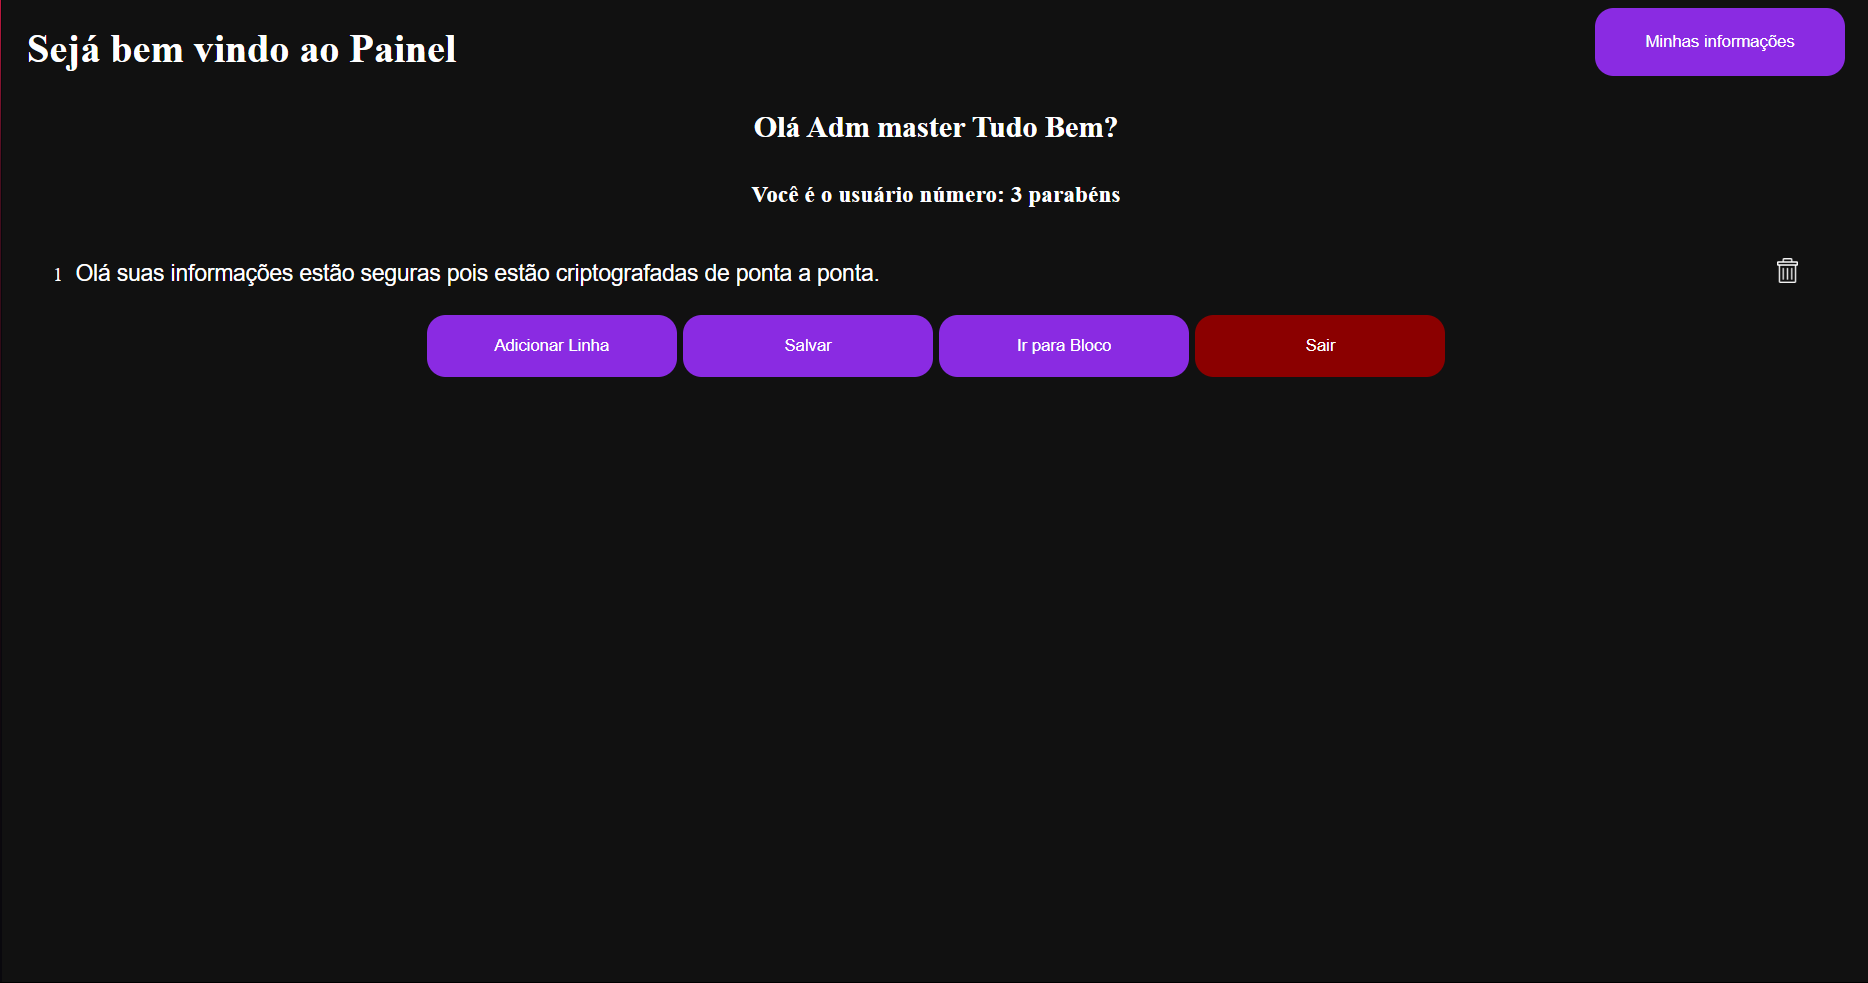 Sejá bem vindo ao Painel
Minhas informações
Olá Adm master Tudo Bem?
Você é o usuário número: 3 parabéns
1 Olá suas informações estão seguras pois estão criptografadas de ponta a ponta.
Adicionar Linha
Salvar
Ir para Bloco
Sair